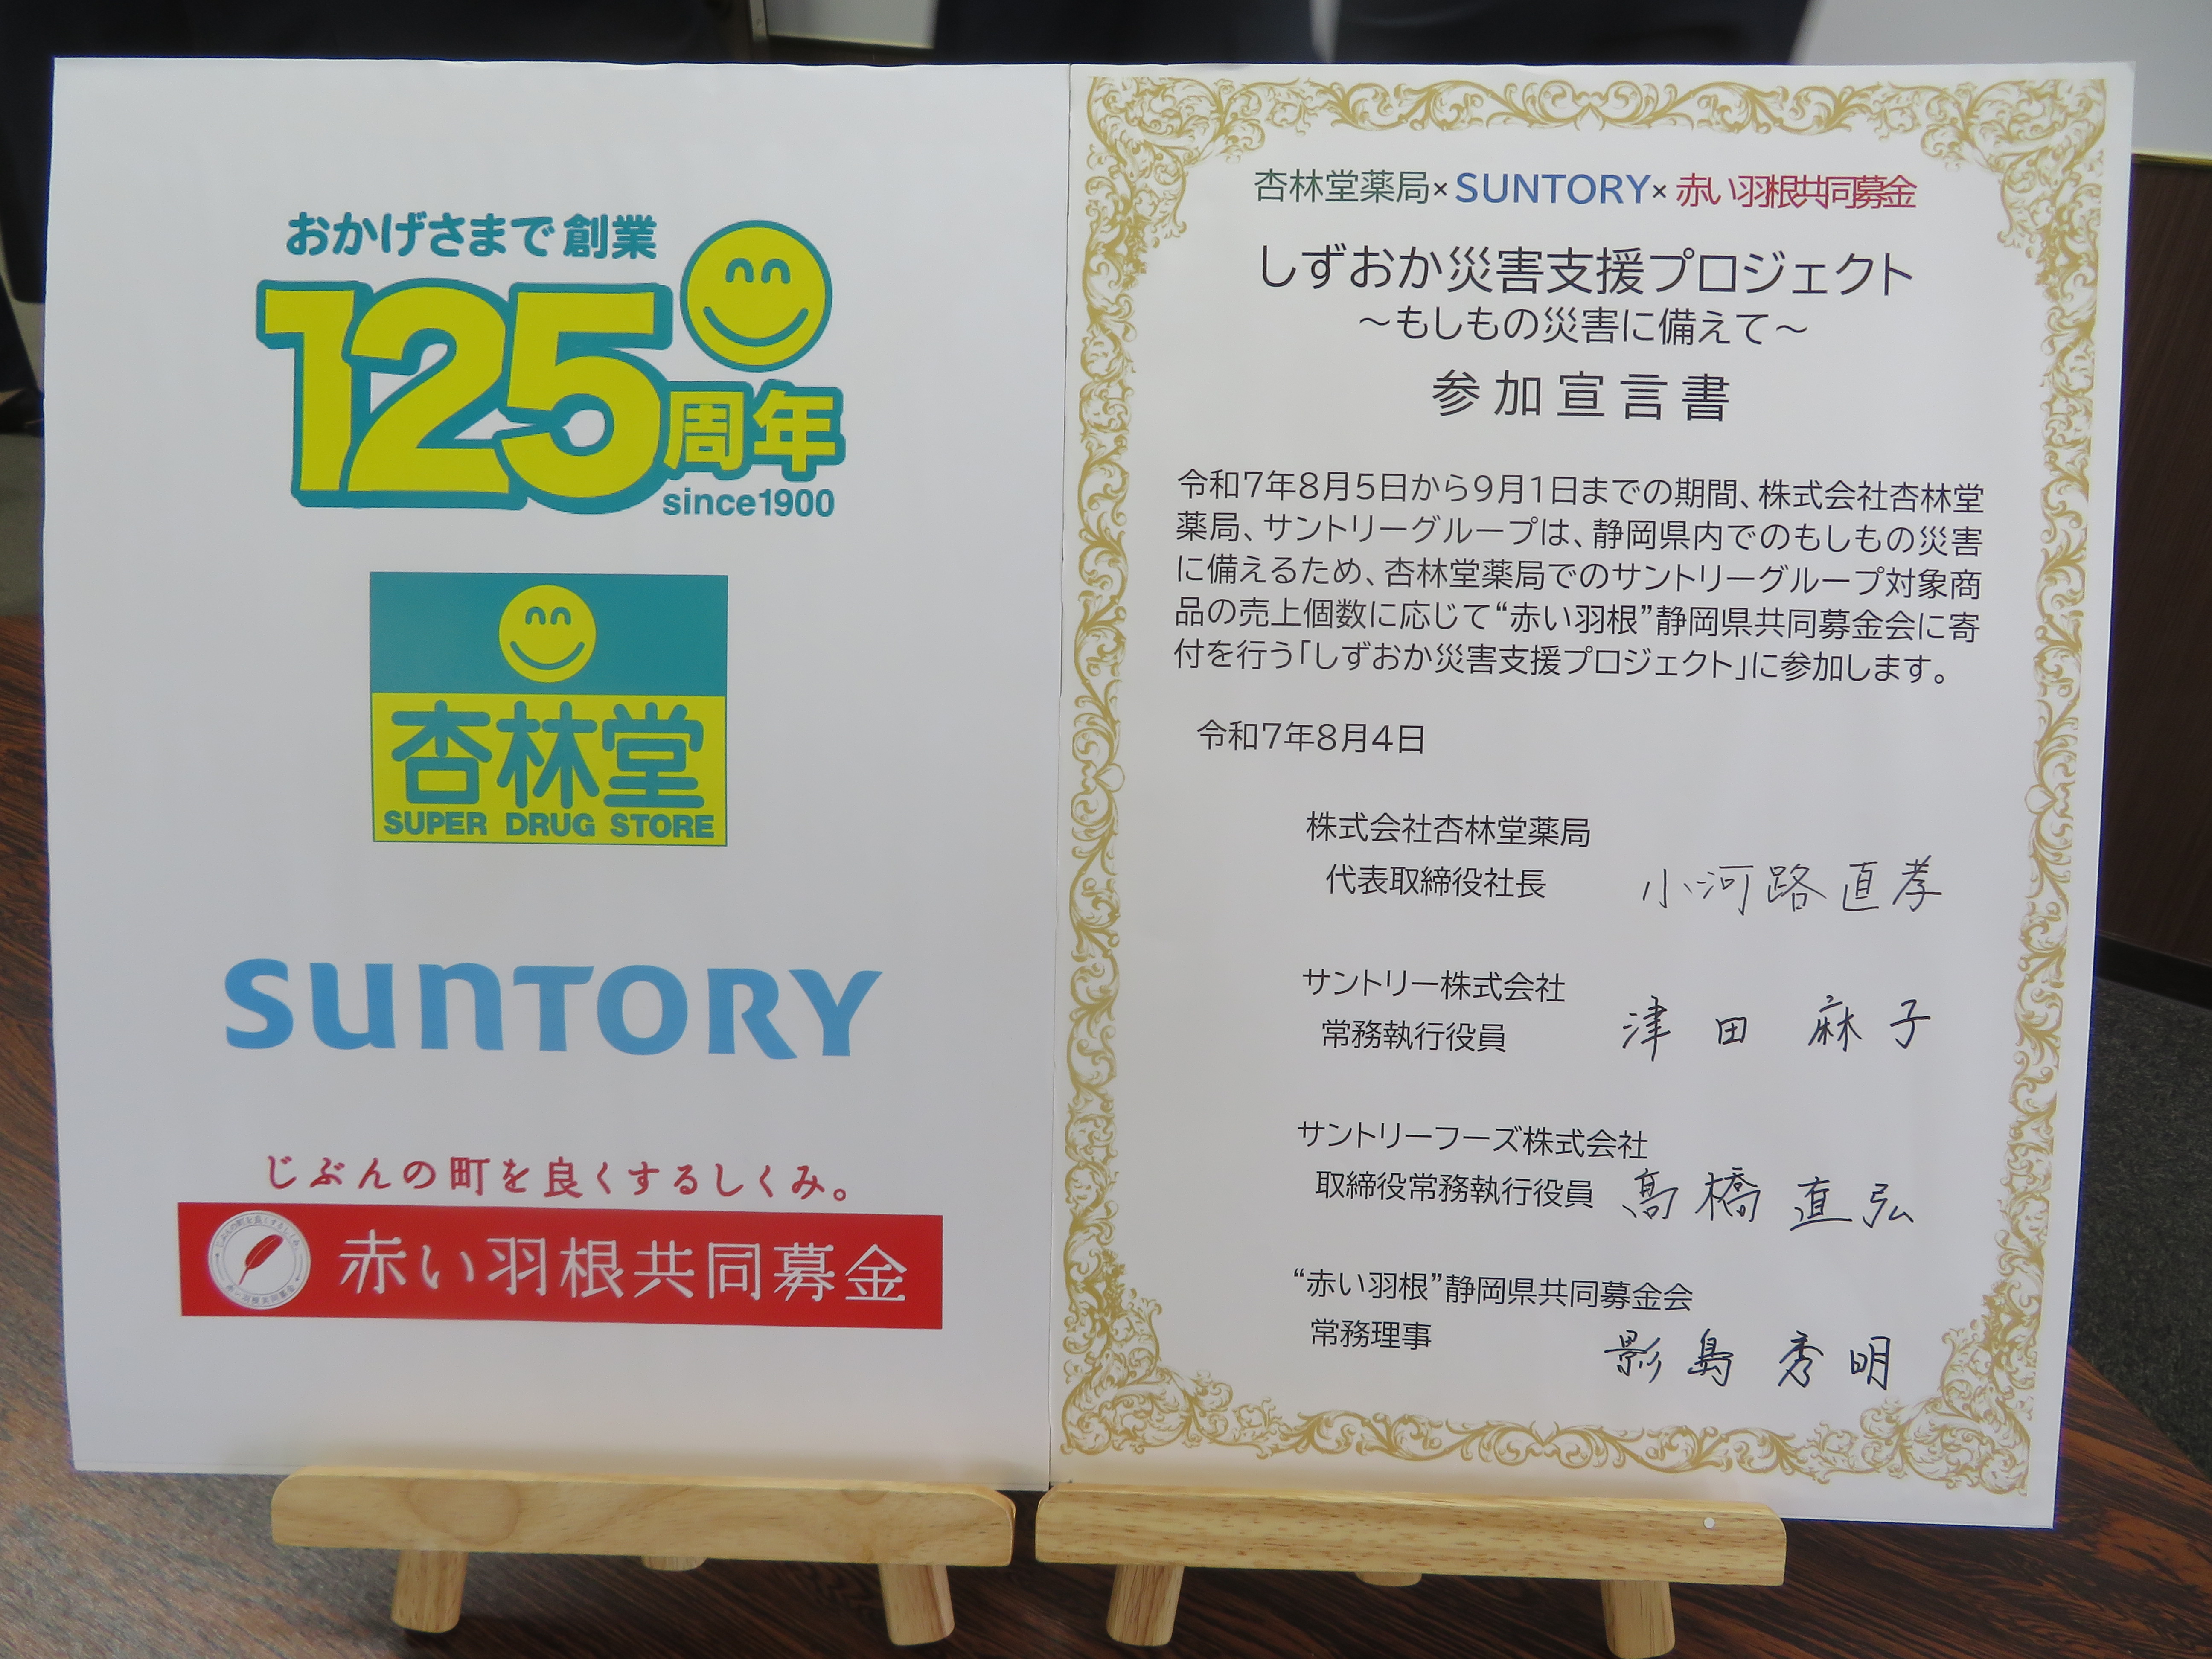 おかげさまで創業
125周年
since1900
杏林堂
SUPER DRUG STORE
SUNTORY
じぶんの町を良くするしくみ。
赤い羽根共同募金
杏林堂薬局×SUNTORY×赤い羽根共同募金
しずおか災害支援プロジェクト
～もしもの災害に備えて～
参加宣言書
令和7年8月5日から9月1日までの期間、株式会社杏林堂
薬局、サントリーグループは、静岡県内でのもしもの災害
に備えるため、杏林堂薬局でのサントリーグループ対象商
品の売上個数に応じて“赤い羽根”静岡県共同募金会に寄
付を行う「しずおか災害支援プロジェクト」に参加します。
令和7年8月4日
株式会社杏林堂薬局
代表取締役社長 小河路直孝
サントリー株式会社
常務執行役員 津田 麻子
サントリーフーズ株式会社
取締役常務執行役員 髙橋 直弘
“赤い羽根”静岡県共同募金会
常務理事 影島 秀明